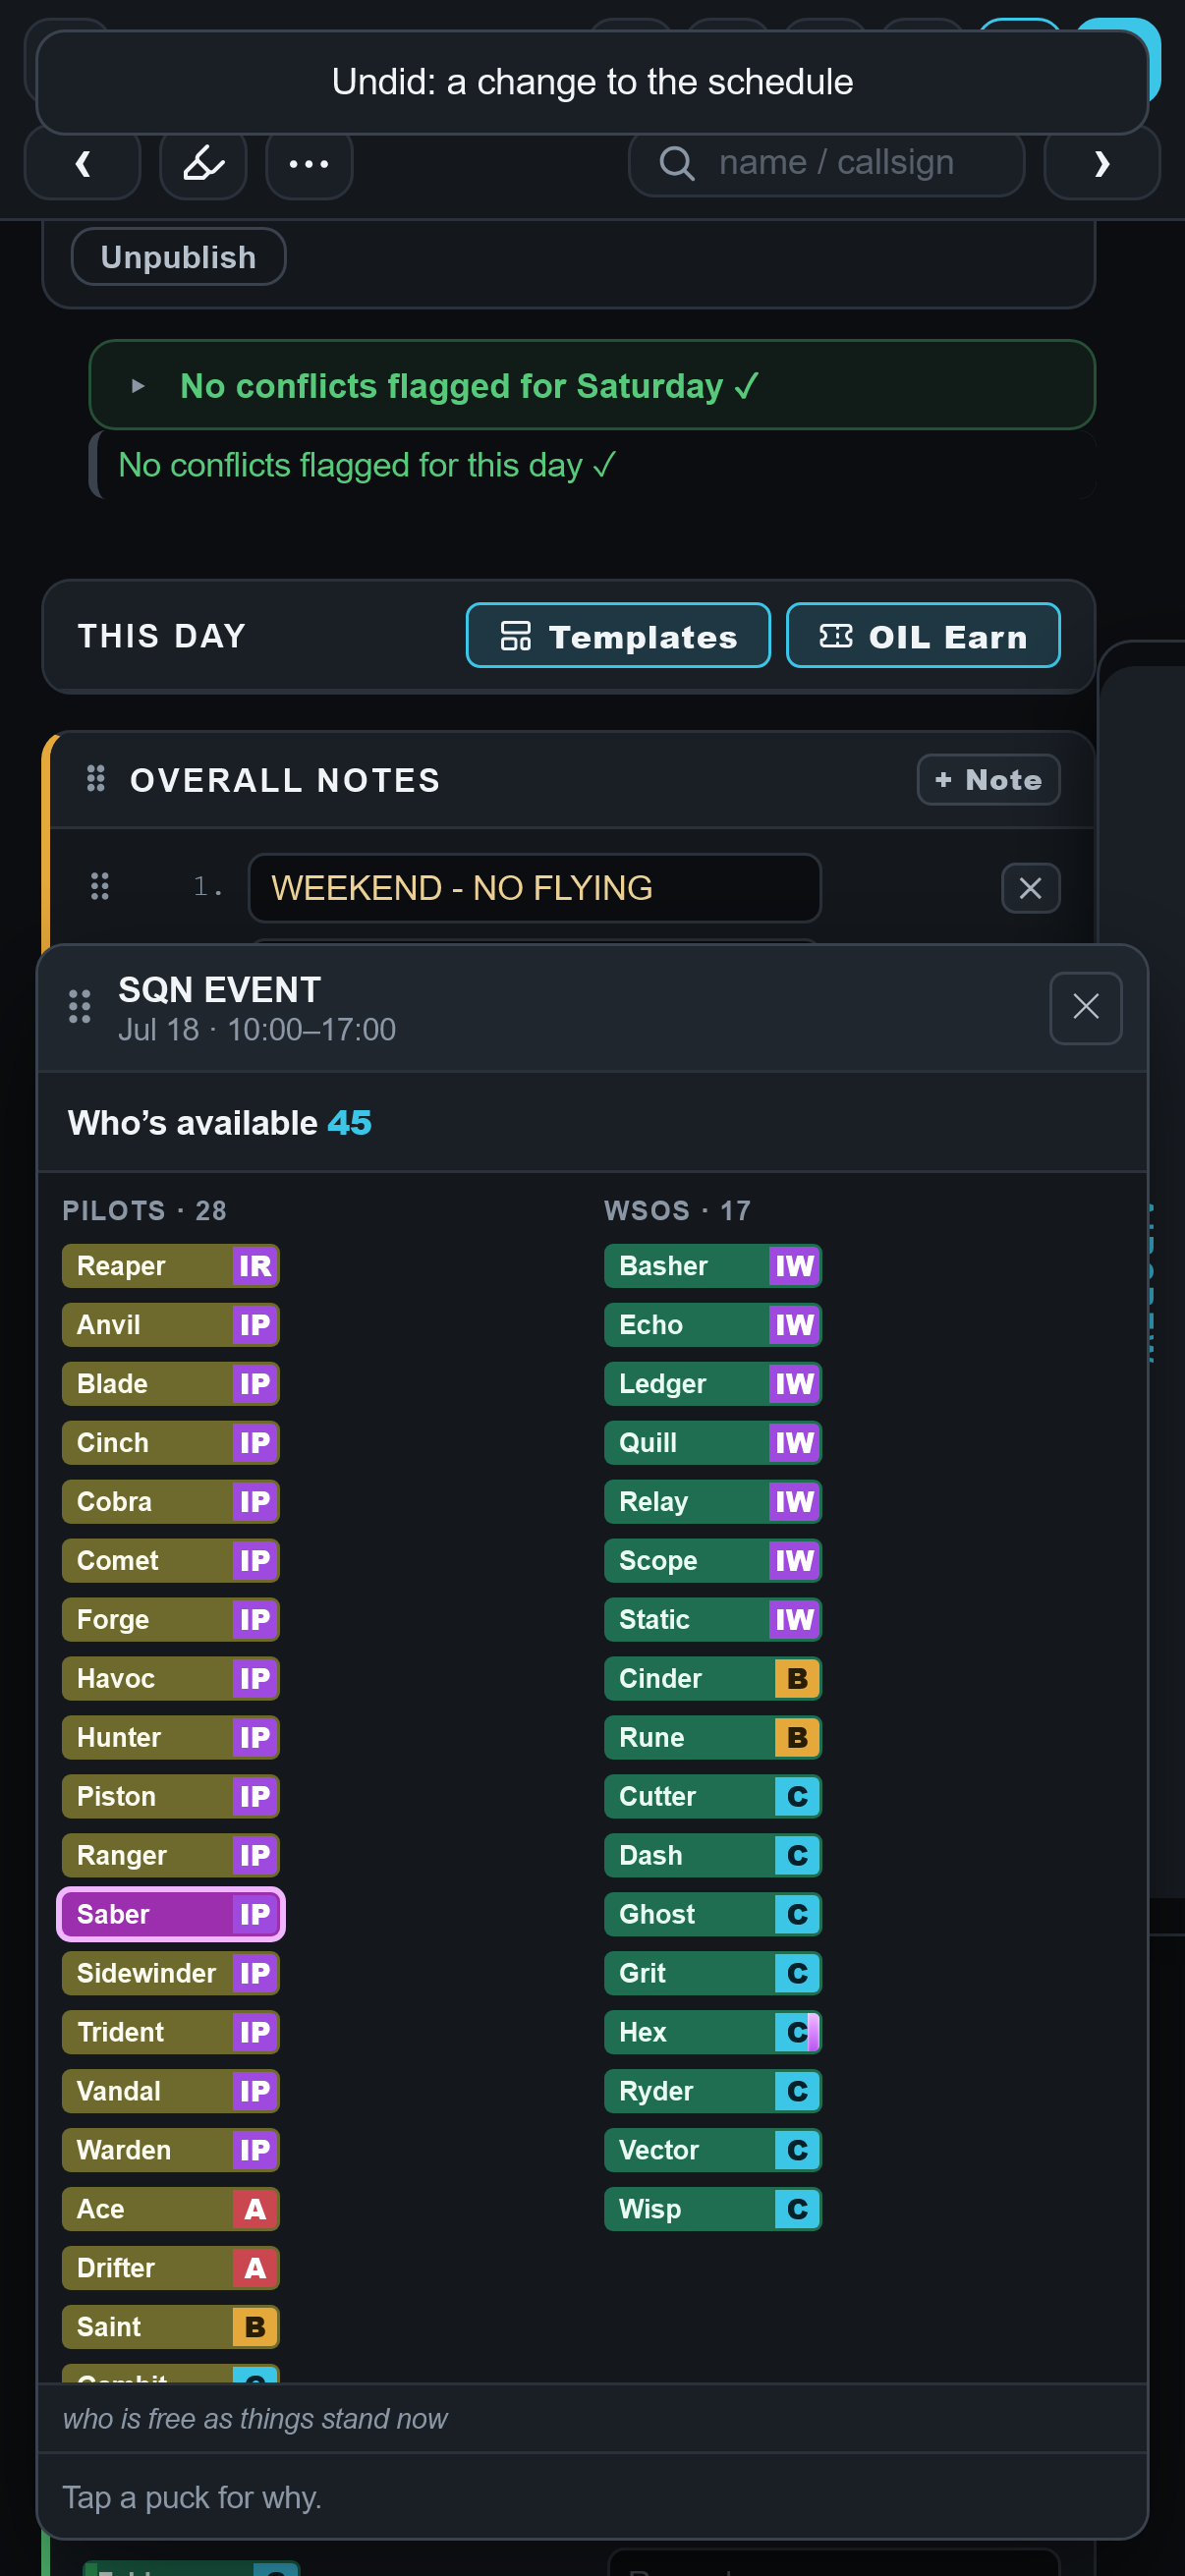 Undid: a change to the schedule
name / callsign
Unpublish
No conflicts flagged for Saturday ✓
No conflicts flagged for this day ✓
THIS DAY
Templates
OIL Earn
OVERALL NOTES
+ Note
1. WEEKEND - NO FLYING
SQN EVENT
Jul 18 · 10:00–17:00
Who’s available 45
PILOTS · 28
Reaper IR
Anvil IP
Blade IP
Cinch IP
Cobra IP
Comet IP
Forge IP
Havoc IP
Hunter IP
Piston IP
Ranger IP
Saber IP
Sidewinder IP
Trident IP
Vandal IP
Warden IP
Ace A
Drifter A
Saint B
WSOS · 17
Basher IW
Echo IW
Ledger IW
Quill IW
Relay IW
Scope IW
Static IW
Cinder B
Rune B
Cutter C
Dash C
Ghost C
Grit C
Hex C
Ryder C
Vector C
Wisp C
who is free as things stand now
Tap a puck for why.